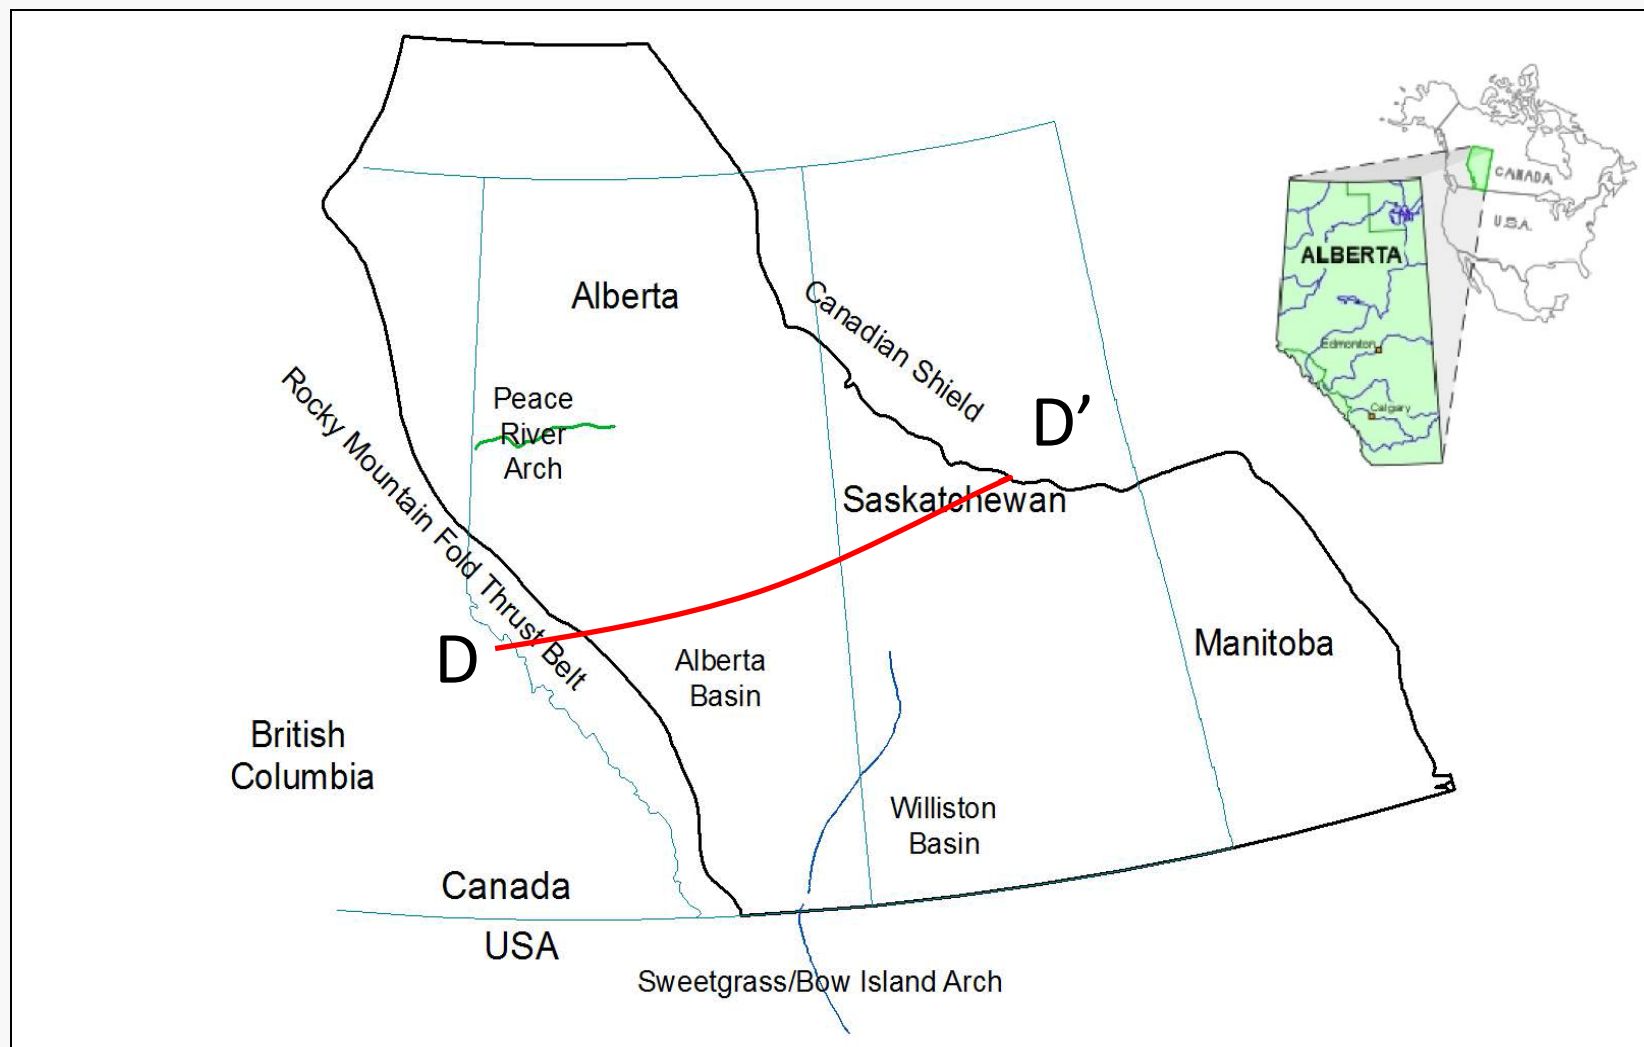 CANADA
U.S.A.
ALBERTA
Edmonton
Calgary
Alberta
Canadian Shield
Peace
River
Arch
Rocky Mountain Fold Thrust Belt
D’
Saskatchewan
D
Alberta
Basin
Manitoba
British
Columbia
Williston
Basin
Canada
USA
Sweetgrass/Bow Island Arch